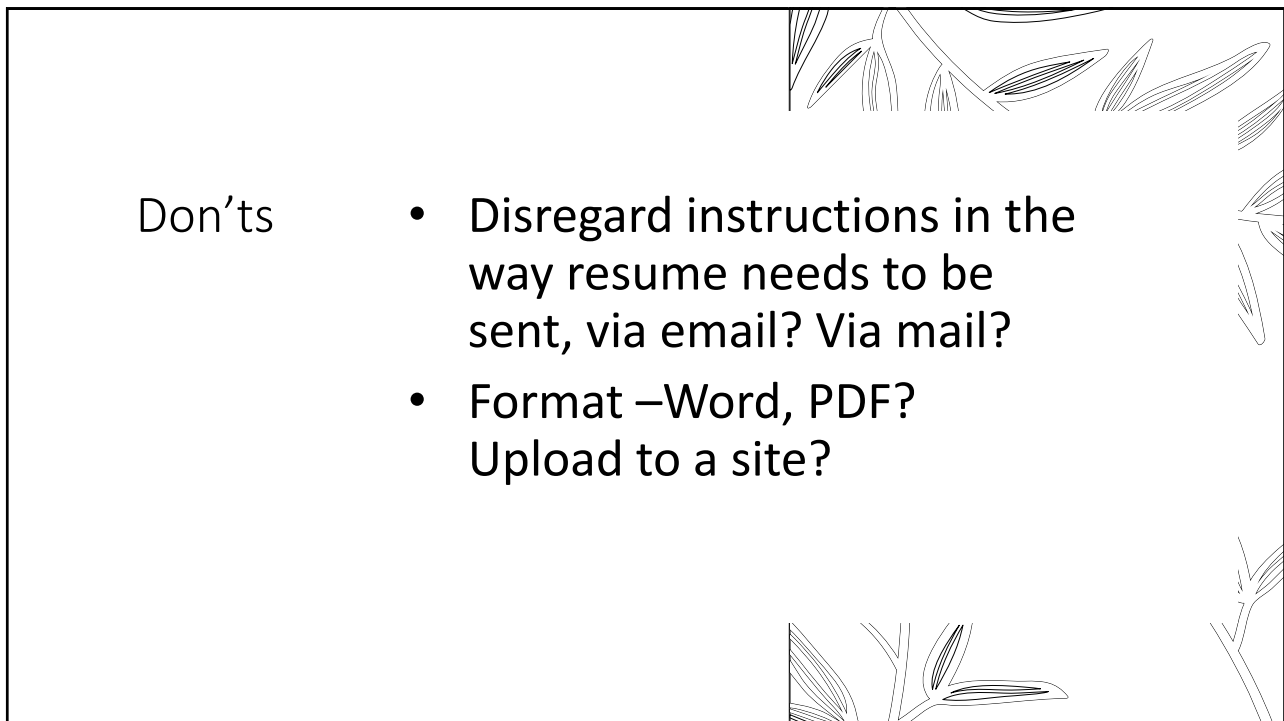 Don’ts
• Disregard instructions in the
way resume needs to be
sent, via email? Via mail?
• Format –Word, PDF?
Upload to a site?